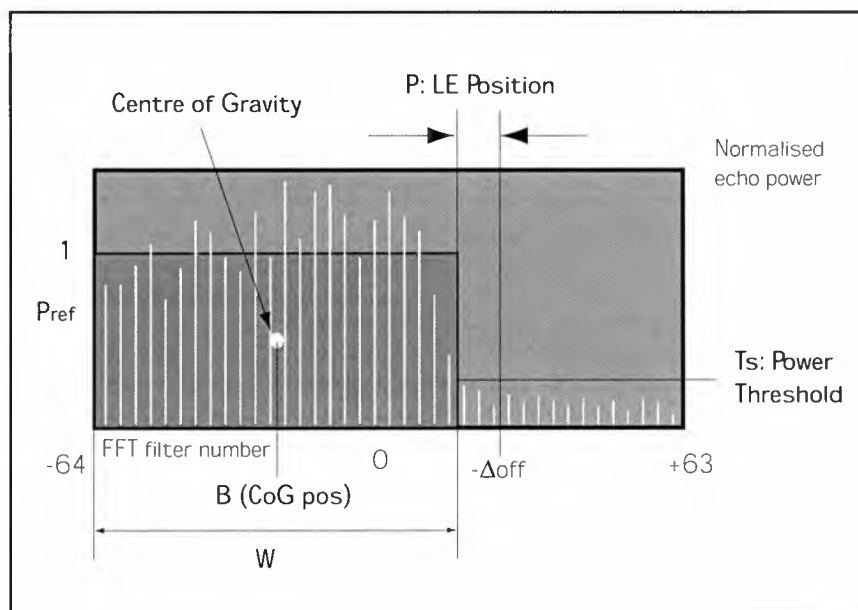 P: LE Position
Centre of Gravity
Normalised
echo power
1
Pref
Ts: Power
Threshold
FFT filter number
-64
0
-Δoff
+63
B (CoG pos)
W